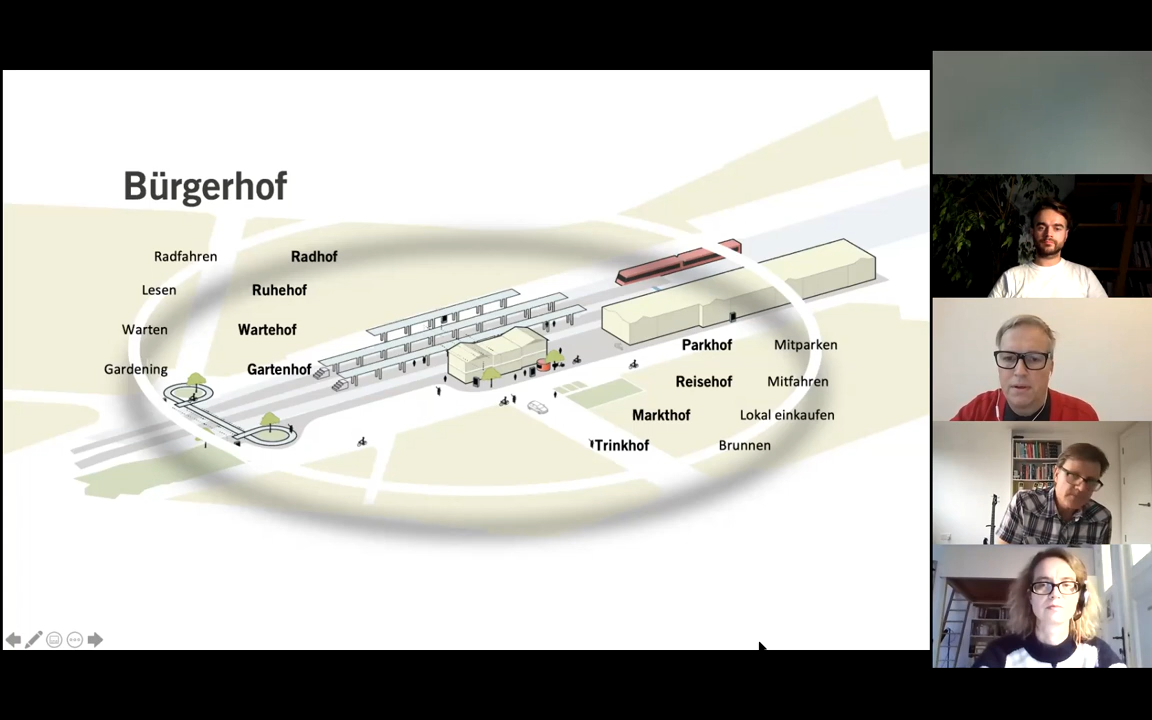 Bürgerhof
Radfahren Radhof
Lesen Ruhehof
Warten Wartehof
Gardening Gartenhof
Parkhof Mitparken
Reisehof Mitfahren
Markthof Lokal einkaufen
Trinkhof Brunnen